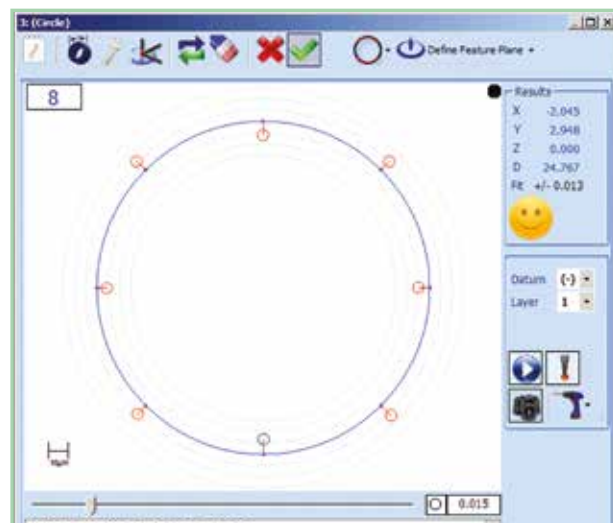 3: (Circle)
Define Feature Plane
8
Results
X -2.045
Y 2.948
Z 0.000
D 24.767
Fit +/- 0.013
Datum (-)
Layer 1
0.015